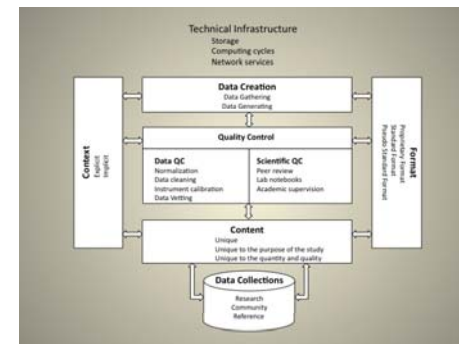 Technical Infrastructure
Storage
Computing cycles
Network services
Data Creation
Data Gathering
Data Generating
Context
Explicit
Implicit
Quality Control
Data QC
Normalization
Data cleaning
Instrument calibration
Data Vetting
Scientific QC
Peer review
Lab notebooks
Academic supervision
Format
Proprietary Format
Standard Format
Pseudo Standard Format
Content
Unique
Unique to the purpose of the study
Unique to the quantity and quality
Data Collections
Research
Community
Reference